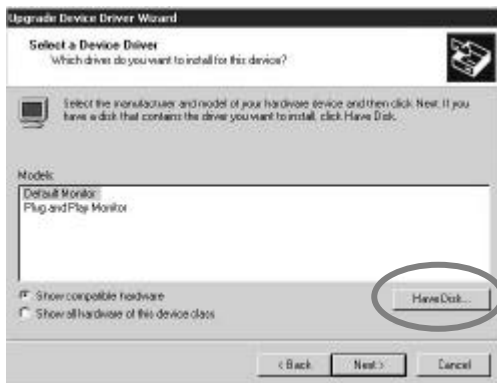 Upgrade Device Driver Wizard
Select a Device Driver
Which driver do you want to install for this device?
Select the manufacturer and model of your hardware device and then click Next. If you
have a disk that contains the driver you want to install, click Have Disk.
Models:
Default Monitor
Plug and Play Monitor
Show compatible hardware
Have Disk...
Show all hardware of this device class
< Back
Next >
Cancel